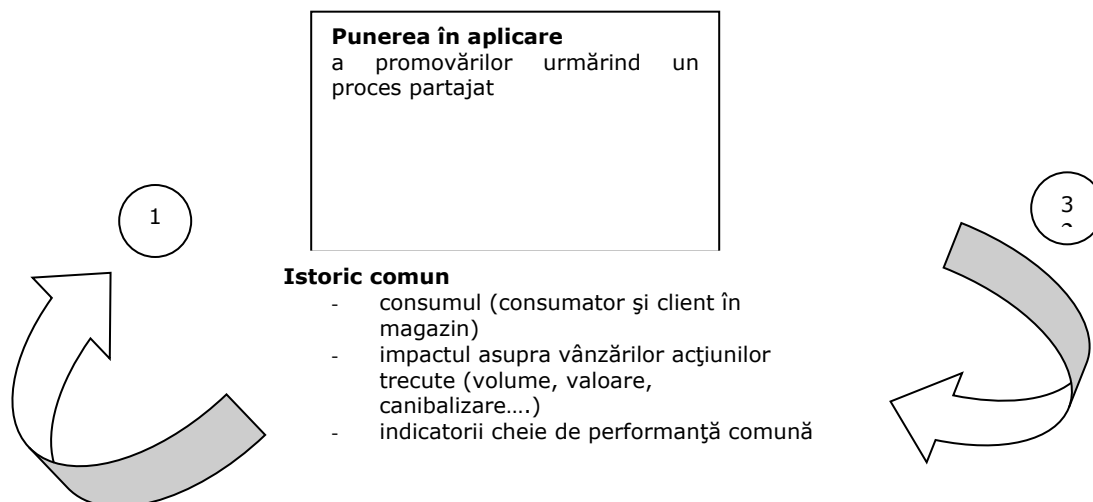 Punerea în aplicare
a promovărilor urmărind un
proces partajat
1
3
Istoric comun
- consumul (consumator şi client în
magazin)
- impactul asupra vânzărilor acţiunilor
trecute (volume, valoare,
canibalizare….)
- indicatorii cheie de performanţă comună